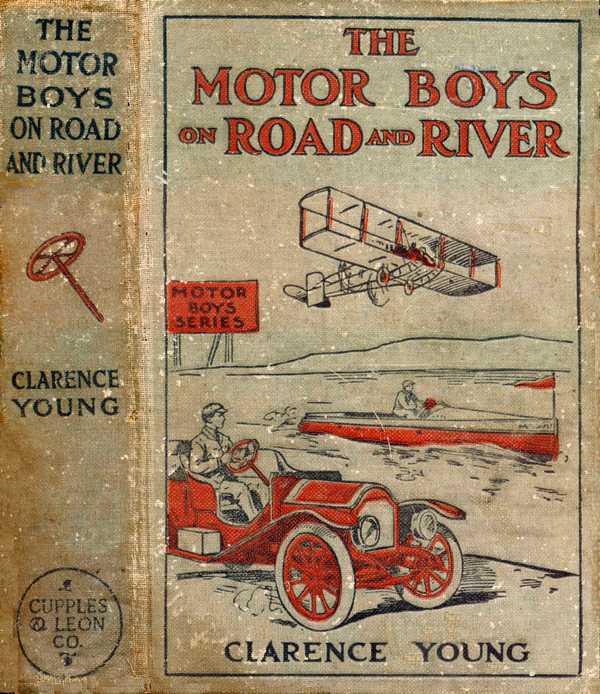 THE
MOTOR
BOYS
ON ROAD
AND RIVER
CLARENCE
YOUNG
CUPPLES
& LEON
CO.
THE
MOTOR BOYS
ON ROAD AND RIVER
MOTOR
BOYS
SERIES
CLARENCE YOUNG